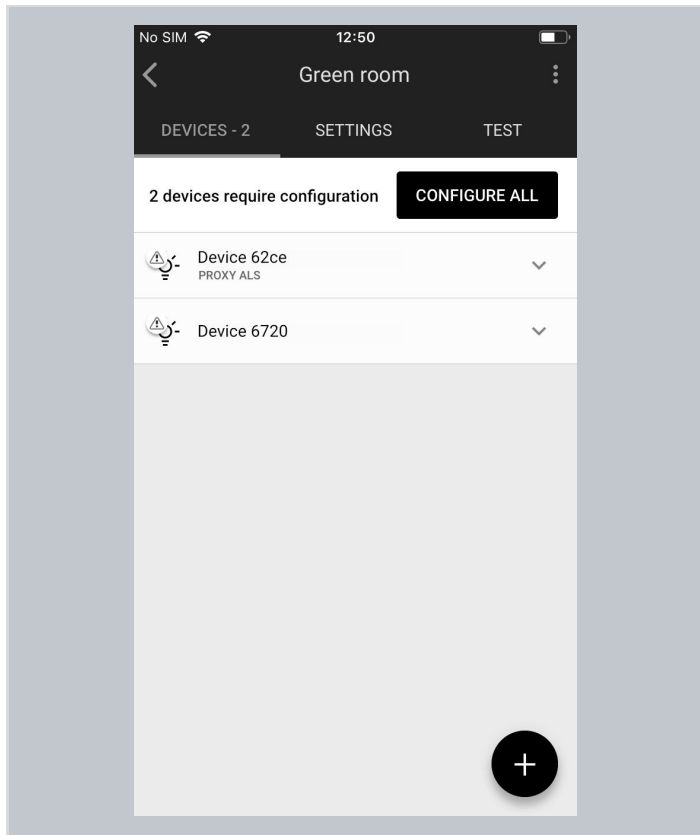 No SIM 12:50
Green room
DEVICES - 2 SETTINGS TEST
2 devices require configuration CONFIGURE ALL
Device 62ce
PROXY ALS
Device 6720